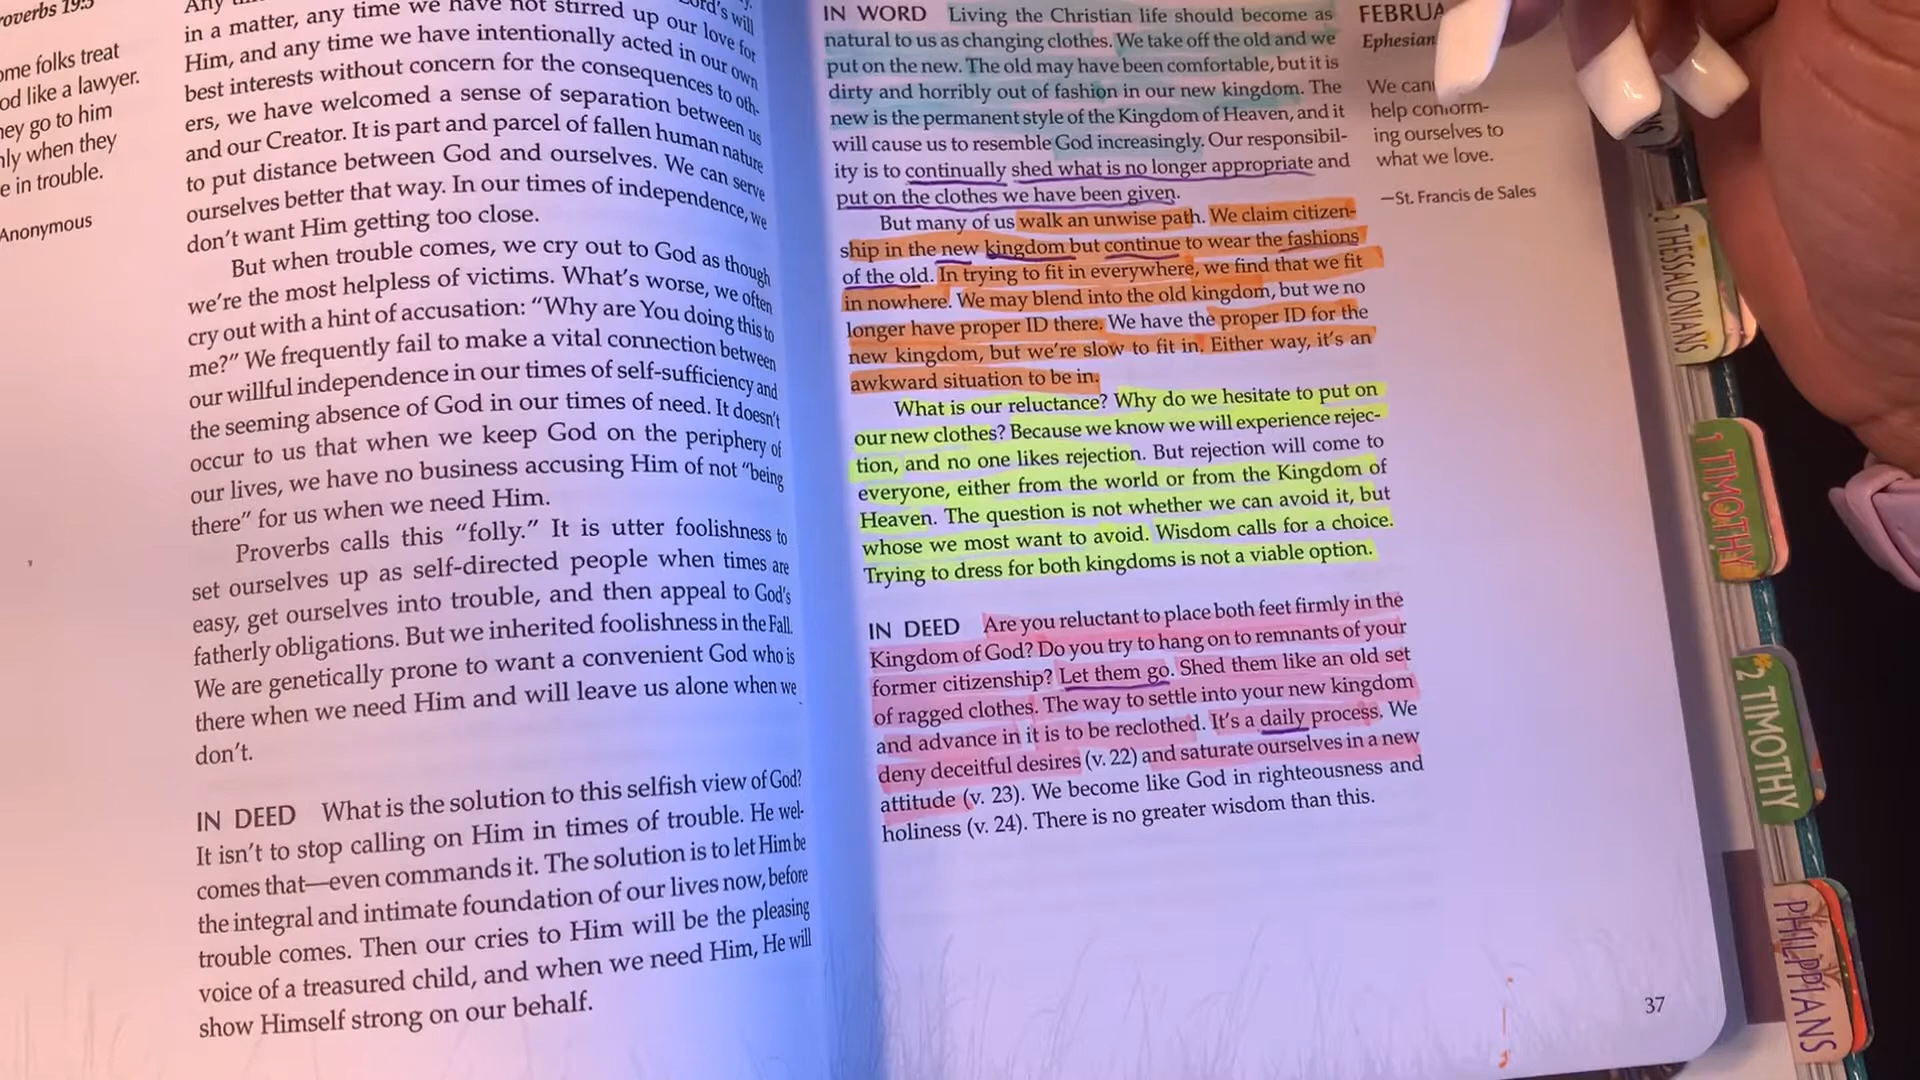 overbs 19:3
ome folks treat
od like a lawyer.
hey go to him
nly when they
e in trouble.
Anonymous
Any
in a matter, any time we have not stirred up our love for
Him, and any time we have intentionally acted in our own
best interests without concern for the consequences to oth-
ers, we have welcomed a sense of separation between us
and our Creator. It is part and parcel of fallen human nature
to put distance between God and ourselves. We can serve
ourselves better that way. In our times of independence, we
don't want Him getting too close.
But when trouble comes, we cry out to God as though
we're the most helpless of victims. What's worse, we often
cry out with a hint of accusation: "Why are You doing this to
me?" We frequently fail to make a vital connection between
our willful independence in our times of self-sufficiency and
the seeming absence of God in our times of need. It doesn't
occur to us that when we keep God on the periphery of
our lives, we have no business accusing Him of not "being
there" for us when we need Him.
Proverbs calls this "folly." It is utter foolishness to
set ourselves up as self-directed people when times are
easy, get ourselves into trouble, and then appeal to God's
fatherly obligations. But we inherited foolishness in the Fall.
We are genetically prone to want a convenient God who is
there when we need Him and will leave us alone when we
don't.
IN DEED What is the solution to this selfish view of God?
It isn't to stop calling on Him in times of trouble. He wel-
comes that—even commands it. The solution is to let Him be
the integral and intimate foundation of our lives now, before
trouble comes. Then our cries to Him will be the pleasing
voice of a treasured child, and when we need Him, He will
show Himself strong on our behalf.
IN WORD Living the Christian life should become as
natural to us as changing clothes. We take off the old and we
put on the new. The old may have been comfortable, but it is
dirty and horribly out of fashion in our new kingdom. The
new is the permanent style of the Kingdom of Heaven, and it
will cause us to resemble God increasingly. Our responsibil-
ity is to continually shed what is no longer appropriate and
put on the clothes we have been given.
But many of us walk an unwise path. We claim citizen-
ship in the new kingdom but continue to wear the fashions
of the old. In trying to fit in everywhere, we find that we fit
in nowhere. We may blend into the old kingdom, but we no
longer have proper ID there. We have the proper ID for the
new kingdom, but we're slow to fit in. Either way, it's an
awkward situation to be in.
What is our reluctance? Why do we hesitate to put on
our new clothes? Because we know we will experience rejec-
tion, and no one likes rejection. But rejection will come to
everyone, either from the world or from the Kingdom of
Heaven. The question is not whether we can avoid it, but
whose we most want to avoid. Wisdom calls for a choice.
Trying to dress for both kingdoms is not a viable option.
IN DEED Are you reluctant to place both feet firmly in the
Kingdom of God? Do you try to hang on to remnants of your
former citizenship? Let them go. Shed them like an old set
of ragged clothes. The way to settle into your new kingdom
and advance in it is to be reclothed. It's a daily process. We
deny deceitful desires (v. 22) and saturate ourselves in a new
attitude (v. 23). We become like God in righteousness and
holiness (v. 24). There is no greater wisdom than this.
FEBRUA
Ephesian
We can
help conform-
ing ourselves to
what we love.
—St. Francis de Sales
37
2 THESSALONIANS
1 TIMOTHY
2 TIMOTHY
PHILIPPIANS